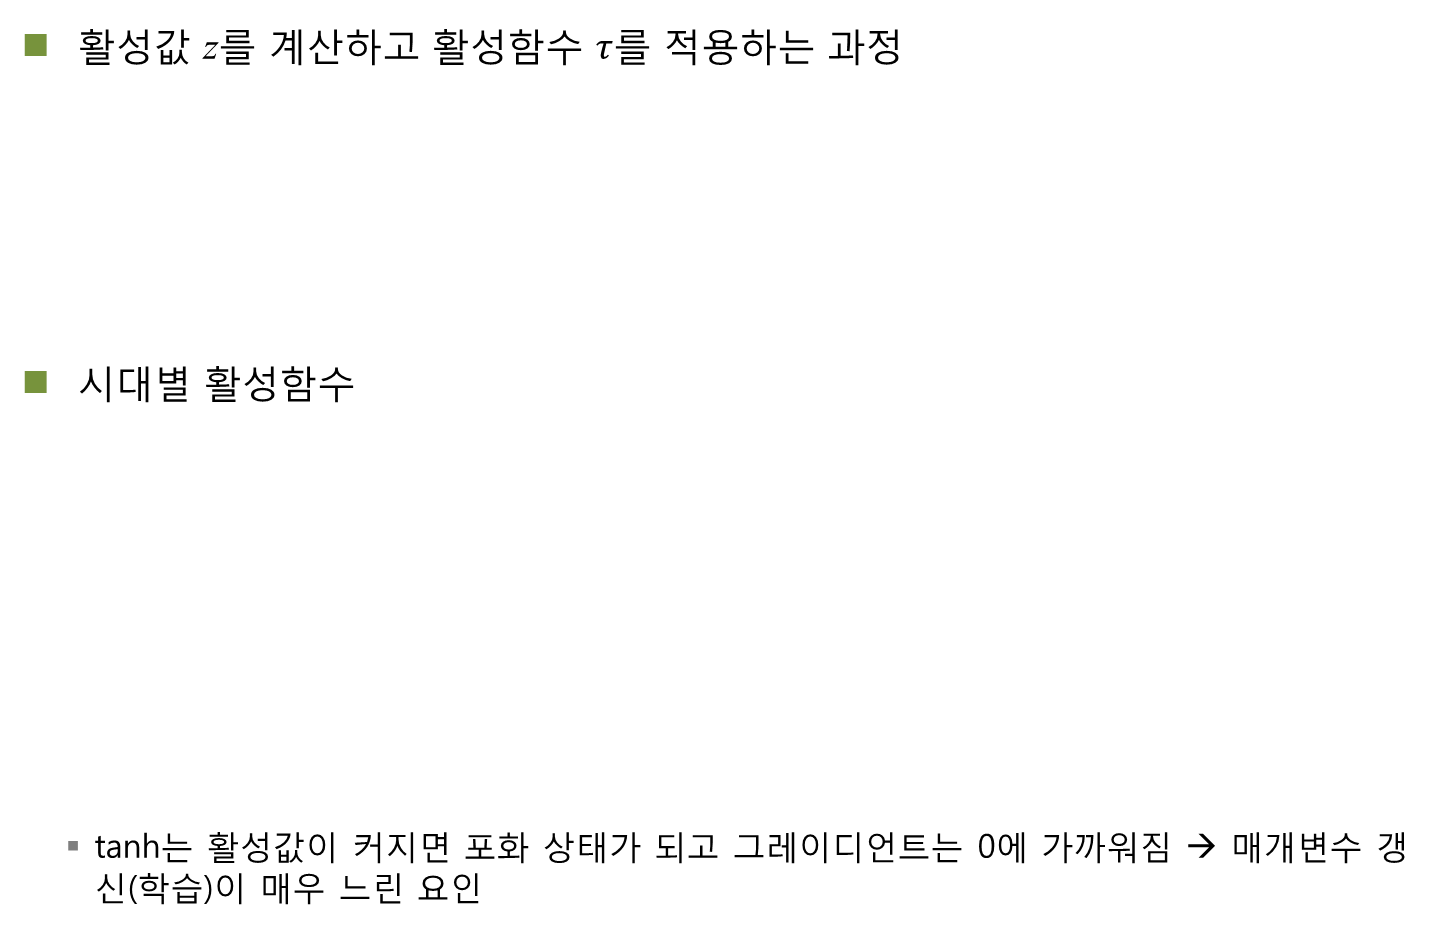 ■ 활성값 z를 계산하고 활성함수 τ를 적용하는 과정
■ 시대별 활성함수
▪ tanh는 활성값이 커지면 포화 상태가 되고 그레이디언트는 0에 가까워짐 → 매개변수 갱
신(학습)이 매우 느린 요인